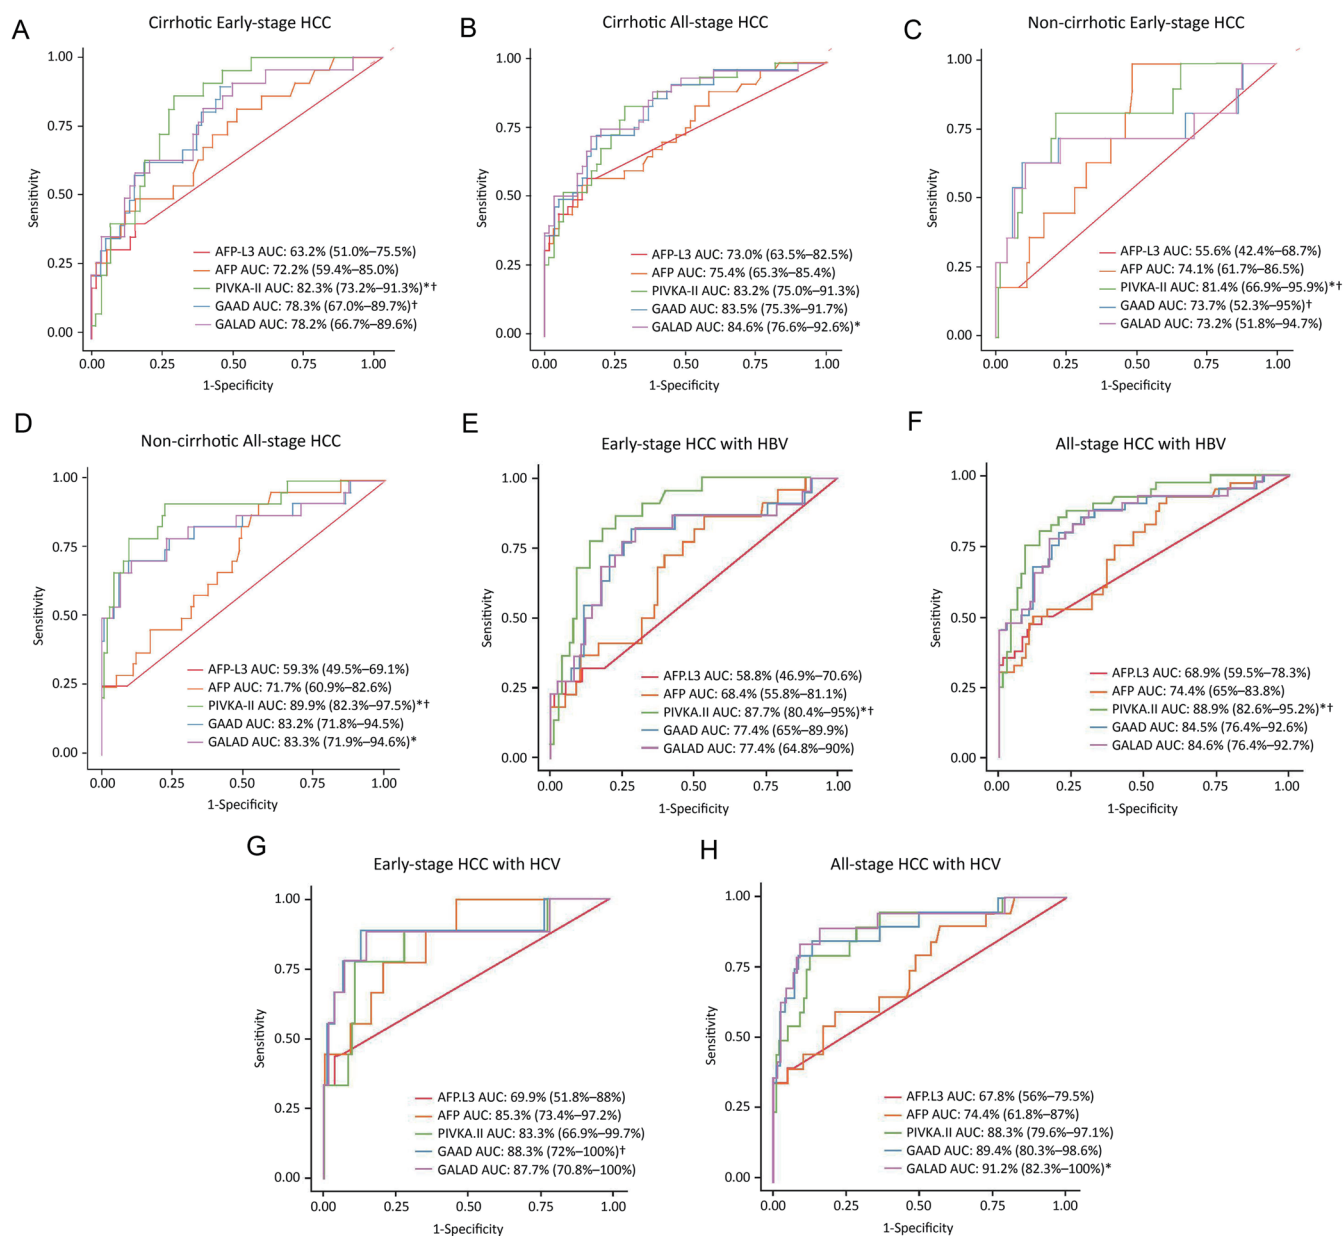 A
Cirrhotic Early-stage HCC
1.00
0.75
0.50
0.25
0.00
Sensitivity
AFP-L3 AUC: 63.2% (51.0%–75.5%)
AFP AUC: 72.2% (59.4%–85.0%)
PIVKA-II AUC: 82.3% (73.2%–91.3%)*†
GAAD AUC: 78.3% (67.0%–89.7%)†
GALAD AUC: 78.2% (66.7%–89.6%)
0.00 0.25 0.50 0.75 1.00
1-Specificity
B
Cirrhotic All-stage HCC
1.00
0.75
0.50
0.25
0.00
Sensitivity
AFP-L3 AUC: 73.0% (63.5%–82.5%)
AFP AUC: 75.4% (65.3%–85.4%)
PIVKA-II AUC: 83.2% (75.0%–91.3%)
GAAD AUC: 83.5% (75.3%–91.7%)
GALAD AUC: 84.6% (76.6%–92.6%)*
0.00 0.25 0.50 0.75 1.00
1-Specificity
C
Non-cirrhotic Early-stage HCC
1.00
0.75
0.50
0.25
0.00
Sensitivity
AFP-L3 AUC: 55.6% (42.4%–68.7%)
AFP AUC: 74.1% (61.7%–86.5%)
PIVKA-II AUC: 81.4% (66.9%–95.9%)*†
GAAD AUC: 73.7% (52.3%–95%)†
GALAD AUC: 73.2% (51.8%–94.7%)
0.00 0.25 0.50 0.75 1.00
1-Specificity
D
Non-cirrhotic All-stage HCC
1.00
0.75
0.50
0.25
0.00
Sensitivity
AFP-L3 AUC: 59.3% (49.5%–69.1%)
AFP AUC: 71.7% (60.9%–82.6%)
PIVKA-II AUC: 89.9% (82.3%–97.5%)*†
GAAD AUC: 83.2% (71.8%–94.5%)
GALAD AUC: 83.3% (71.9%–94.6%)*
0.00 0.25 0.50 0.75 1.00
1-Specificity
E
Early-stage HCC with HBV
1.00
0.75
0.50
0.25
0.00
Sensitivity
AFP.L3 AUC: 58.8% (46.9%–70.6%)
AFP AUC: 68.4% (55.8%–81.1%)
PIVKA.II AUC: 87.7% (80.4%–95%)*†
GAAD AUC: 77.4% (65%–89.9%)
GALAD AUC: 77.4% (64.8%–90%)
0.00 0.25 0.50 0.75 1.00
1-Specificity
F
All-stage HCC with HBV
1.00
0.75
0.50
0.25
0.00
Sensitivity
AFP.L3 AUC: 68.9% (59.5%–78.3%)
AFP AUC: 74.4% (65%–83.8%)
PIVKA.II AUC: 88.9% (82.6%–95.2%)*†
GAAD AUC: 84.5% (76.4%–92.6%)
GALAD AUC: 84.6% (76.4%–92.7%)
0.00 0.25 0.50 0.75 1.00
1-Specificity
G
Early-stage HCC with HCV
1.00
0.75
0.50
0.25
0.00
Sensitivity
AFP.L3 AUC: 69.9% (51.8%–88%)
AFP AUC: 85.3% (73.4%–97.2%)
PIVKA.II AUC: 83.3% (66.9%–99.7%)
GAAD AUC: 88.3% (72%–100%)†
GALAD AUC: 87.7% (70.8%–100%)
0.00 0.25 0.50 0.75 1.00
1-Specificity
H
All-stage HCC with HCV
1.00
0.75
0.50
0.25
0.00
Sensitivity
AFP.L3 AUC: 67.8% (56%–79.5%)
AFP AUC: 74.4% (61.8%–87%)
PIVKA.II AUC: 88.3% (79.6%–97.1%)
GAAD AUC: 89.4% (80.3%–98.6%)
GALAD AUC: 91.2% (82.3%–100%)*
0.00 0.25 0.50 0.75 1.00
1-Specificity